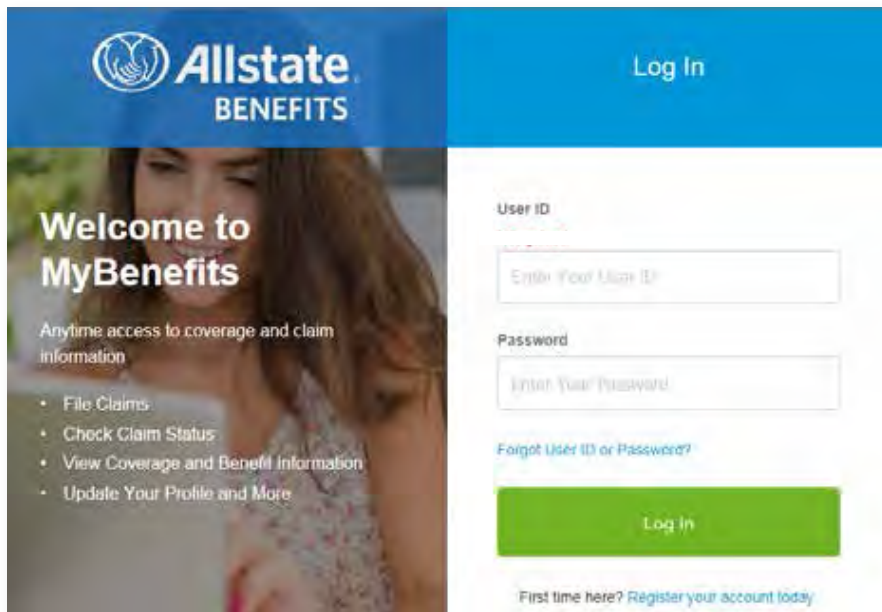 Allstate
BENEFITS
Log In
Welcome to
MyBenefits
Anytime access to coverage and claim
information
• File Claims
• Check Claim Status
• View Coverage and Benefit Information
• Update Your Profile and More
User ID
Enter Your User ID
Password
Enter Your Password
Forgot User ID or Password?
Log In
First time here? Register your account today